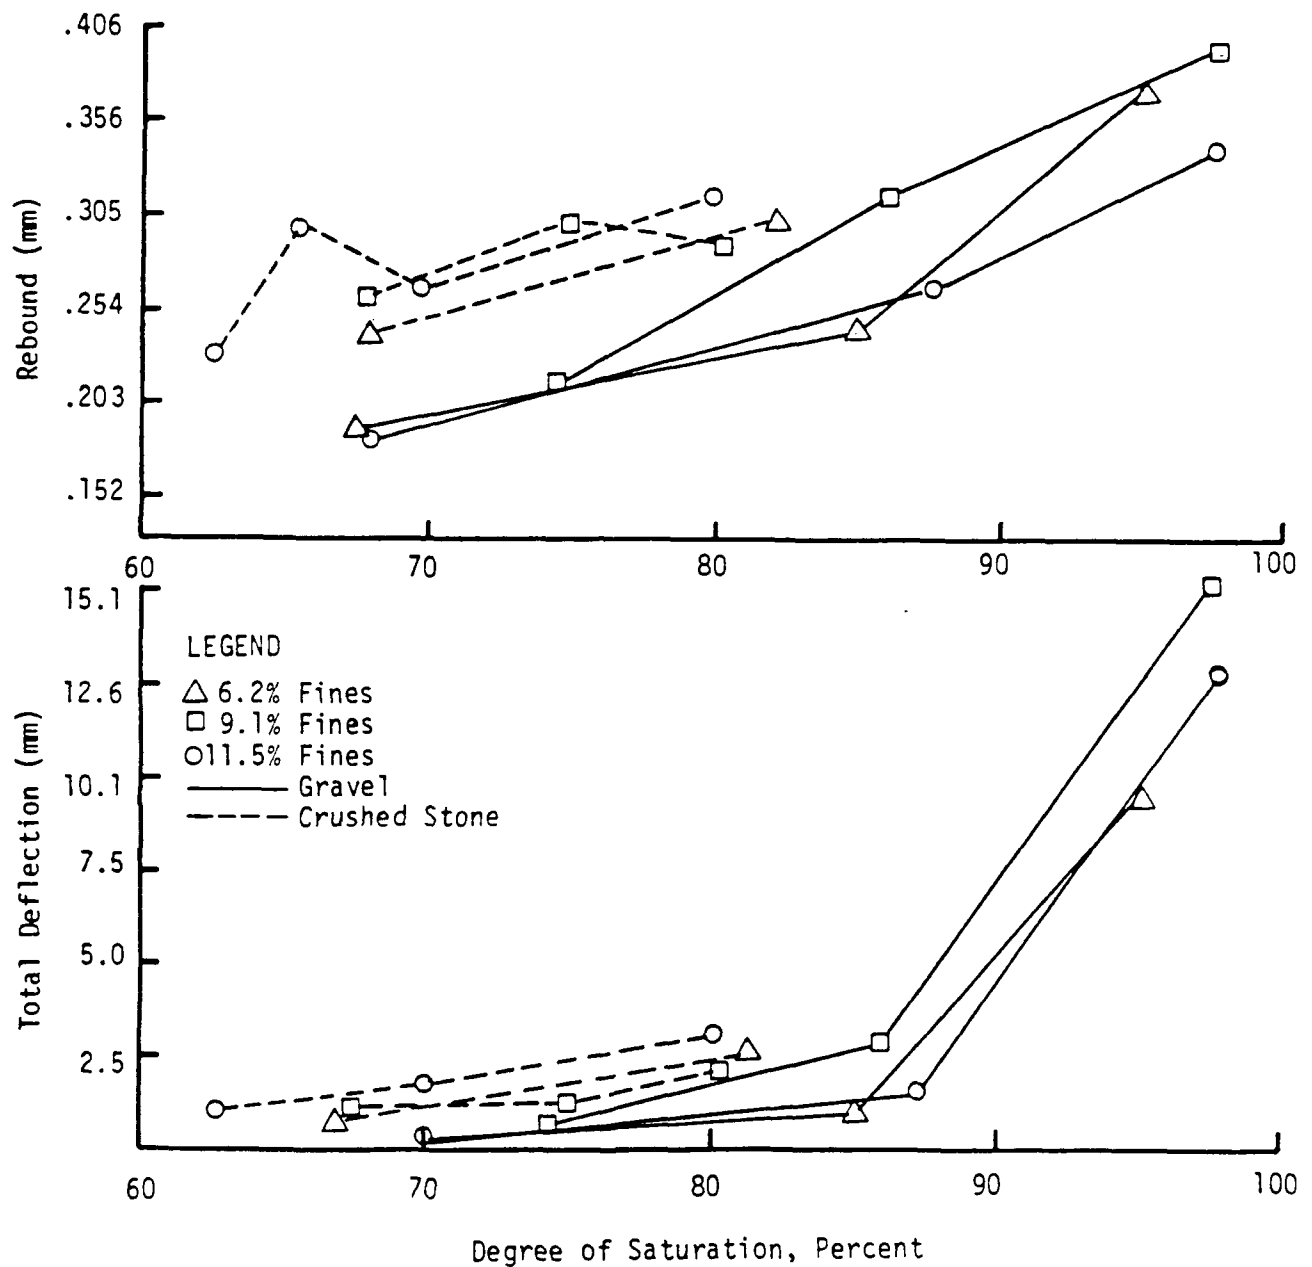 .406
.356
.305
.254
.203
.152
Rebound (mm)
60 70 80 90 100
15.1
12.6
10.1
7.5
5.0
2.5
Total Deflection (mm)
LEGEND
6.2% Fines
9.1% Fines
11.5% Fines
Gravel
Crushed Stone
60 70 80 90 100
Degree of Saturation, Percent